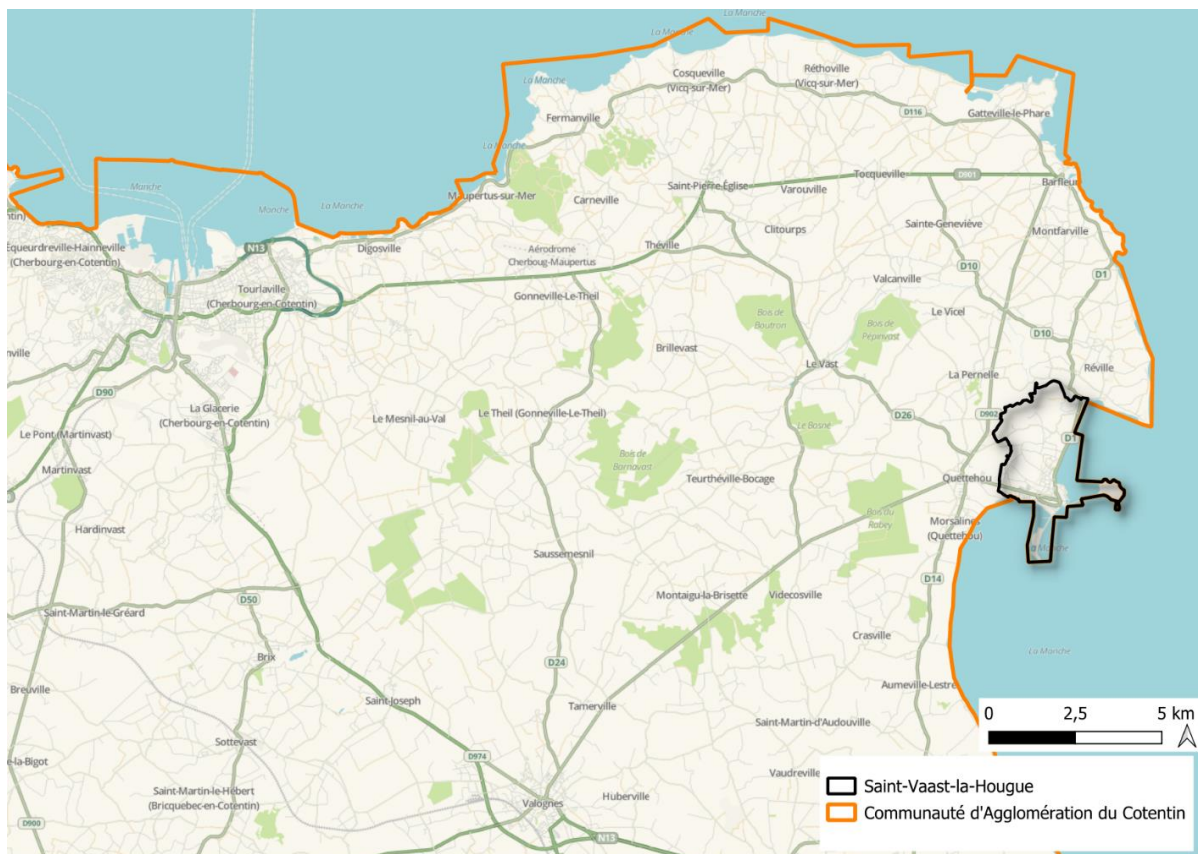 La Manche
La Manche
La Manche
Cosqueville
(Vicq-sur-Mer)
Réthoville
(Vicq-sur-Mer)
Fermanville
D116
Gatteville-le-Phare
La Manche
Manche
Maupertus-sur-Mer
Saint-Pierre-Église
Tocqueville
D901
Barfleur
Varouville
Carneville
La Manche
Manche
Sainte-Geneviève
Montfarville
Clitourps
Équeurdreville-Hainneville
(Cherbourg-en-Cotentin)
N13
Digosville
Aérodrome
Cherboug-Maupertus
Théville
D10
D1
Valcanville
Tourlaville
(Cherbourg-en-Cotentin)
Gonneville-Le-Theil
Bois de
Boutron
Le Vicel
Bois de
Pépinvast
D10
Brillevast
Le Vast
La Pernelle
Réville
D90
La Glacerie
(Cherbourg-en-Cotentin)
Le Mesnil-au-Val
Le Theil (Gonneville-Le-Theil)
D26
D902
Le Bosne
D1
Le Pont (Martinvast)
Martinvast
Bois de
Barnavast
Teurthéville-Bocage
Quettehou
Bois du
Rabey
Morsalines
(Quettehou)
Hardinvast
Saussemesnil
La Manche
D14
Montaigu-la-Brisette
Videcosville
D50
Saint-Martin-le-Gréard
Crasville
La Manche
Brix
D24
Breuville
Saint-Joseph
Tamerville
Aumeville-Lestre
Saint-Martin-d'Audouville
Sottevast
D974
Vaudreville
Saint-Martin-le-Hébert
(Bricquebec-en-Cotentin)
Huberville
Valognes
D900
N13
0 2,5 5 km
Saint-Vaast-la-Hougue
Communauté d'Agglomération du Cotentin